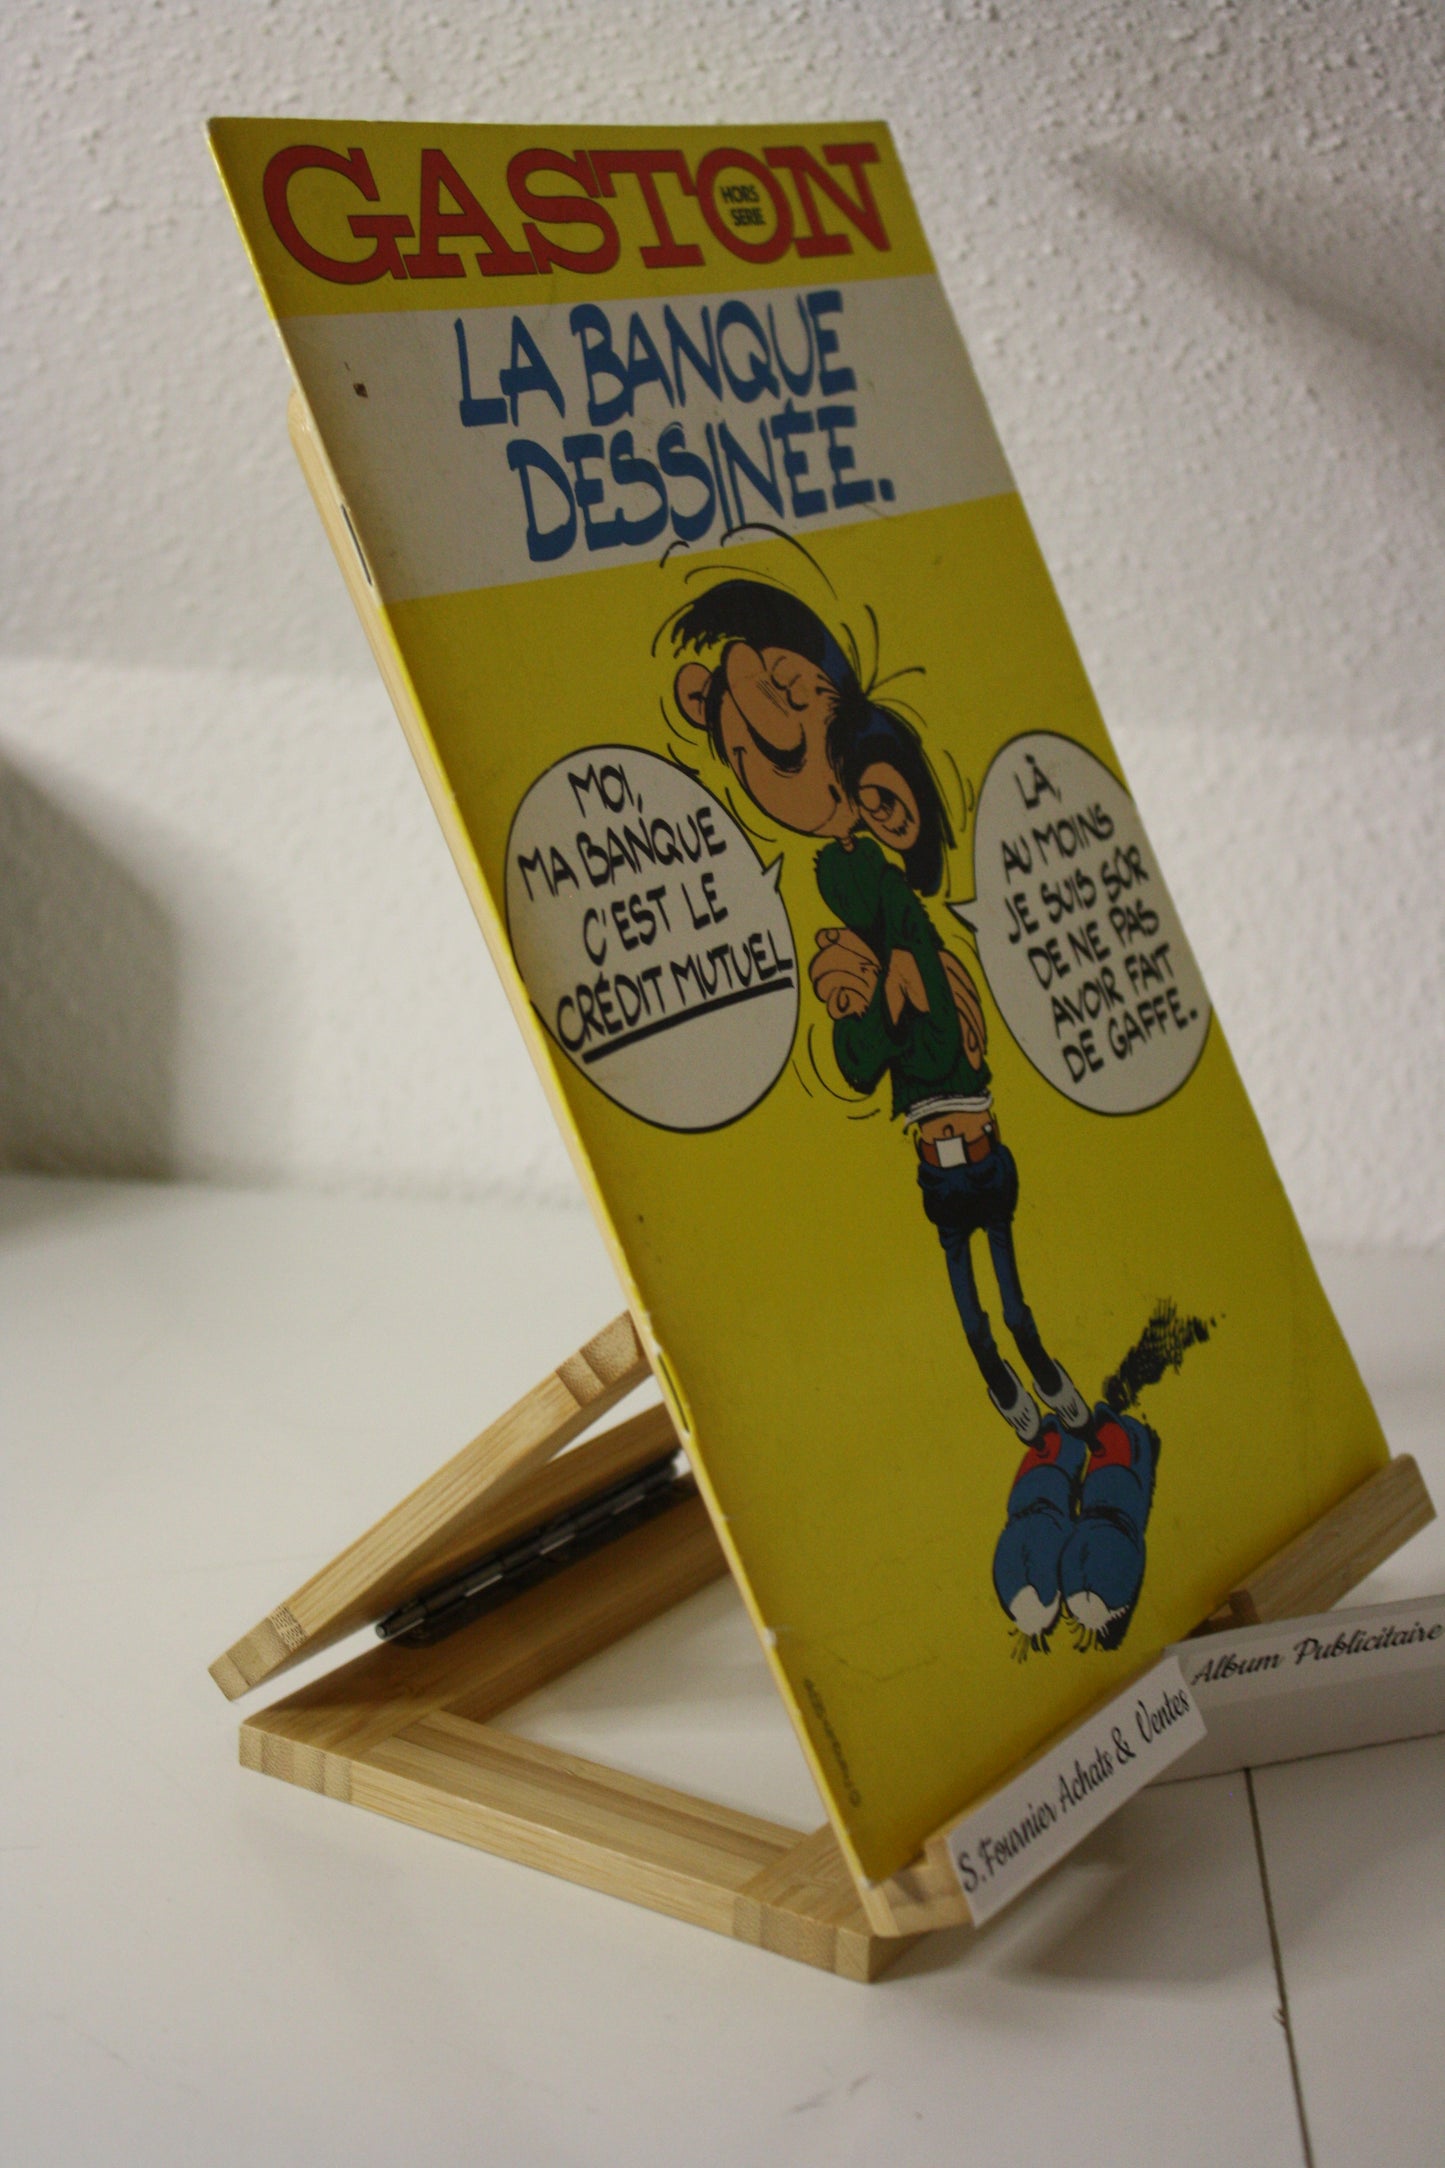 GASTON
HORS
SERIE
LA BANQUE
DESSINÉE.
MOI,
MA BANQUE
C'EST LE
CRÉDIT MUTUEL
LÀ,
AU MOINS
JE SUIS SÛR
DE NE PAS
AVOIR FAIT
DE GAFFE.
S.Fournier Achats & Ventes
Album Publicitaire